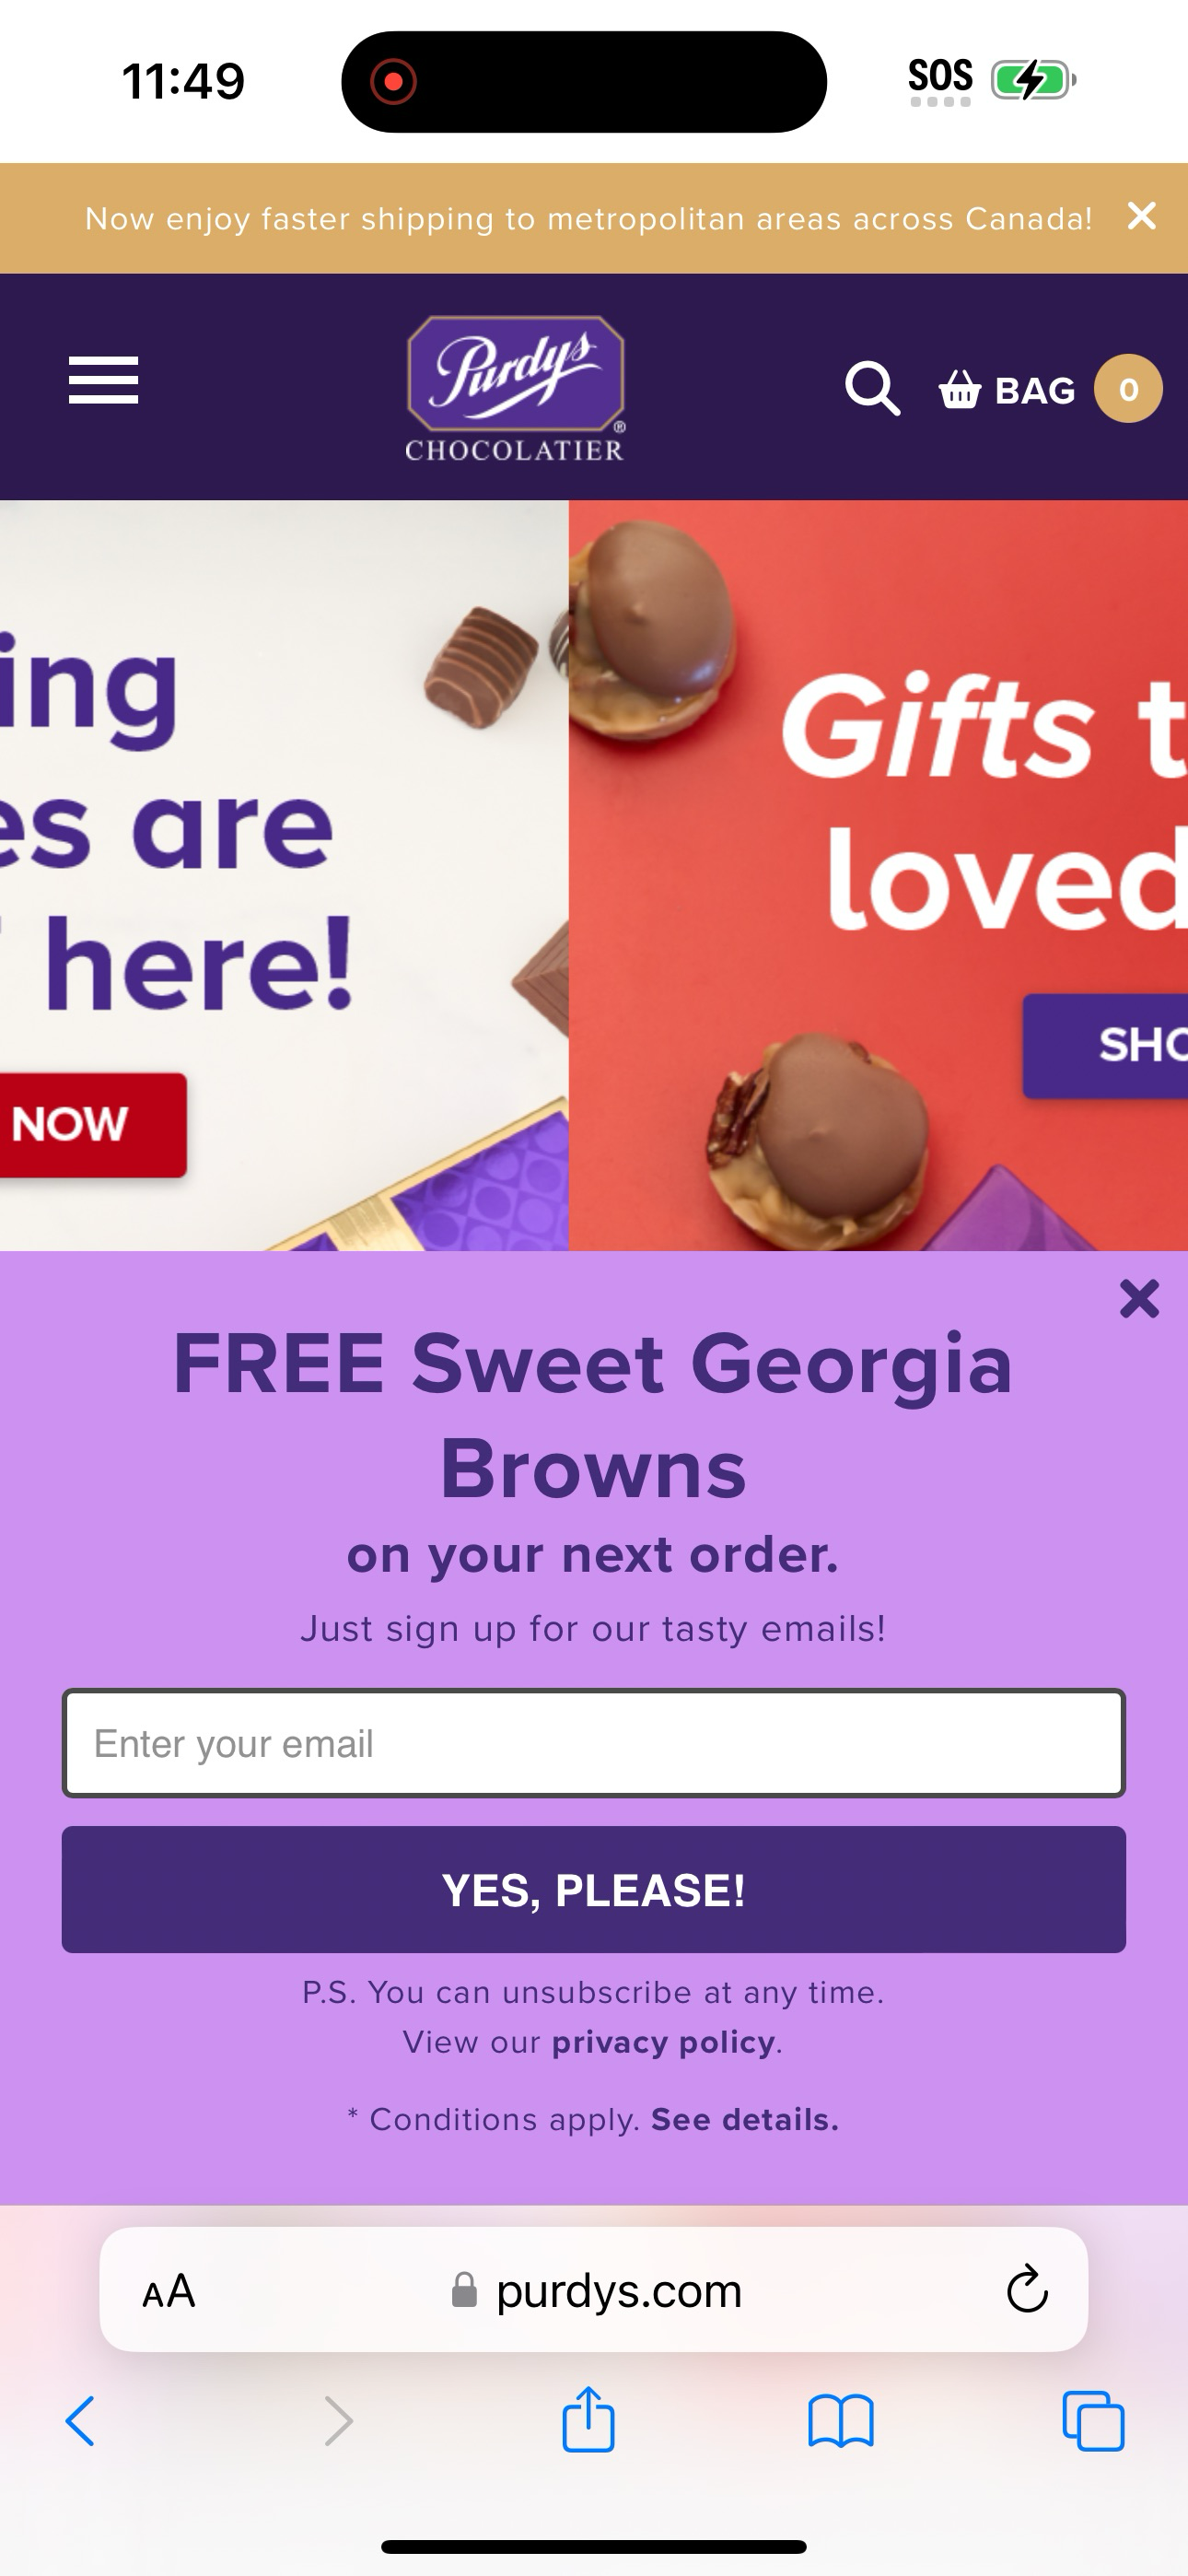 11:49
SOS
Now enjoy faster shipping to metropolitan areas across Canada!
Purdys
®
CHOCOLATIER
BAG 0
ing
es are
here!
NOW
Gifts t
loved
SHO
FREE Sweet Georgia
Browns
on your next order.
Just sign up for our tasty emails!
Enter your email
YES, PLEASE!
P.S. You can unsubscribe at any time.
View our privacy policy.
* Conditions apply. See details.
AA
purdys.com